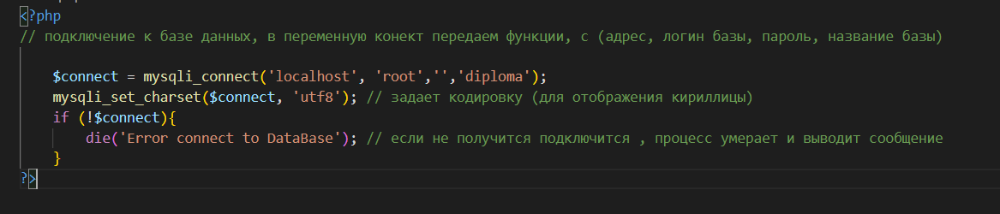 <?php
// подключение к базе данных, в переменную конект передаем функции, с (адрес, логин базы, пароль, название базы)
$connect = mysqli_connect('localhost', 'root','','diploma');
mysqli_set_charset($connect, 'utf8'); // задает кодировку (для отображения кириллицы)
if (!$connect){
die('Error connect to DataBase'); // если не получится подключится , процесс умерает и выводит сообщение
}
?>